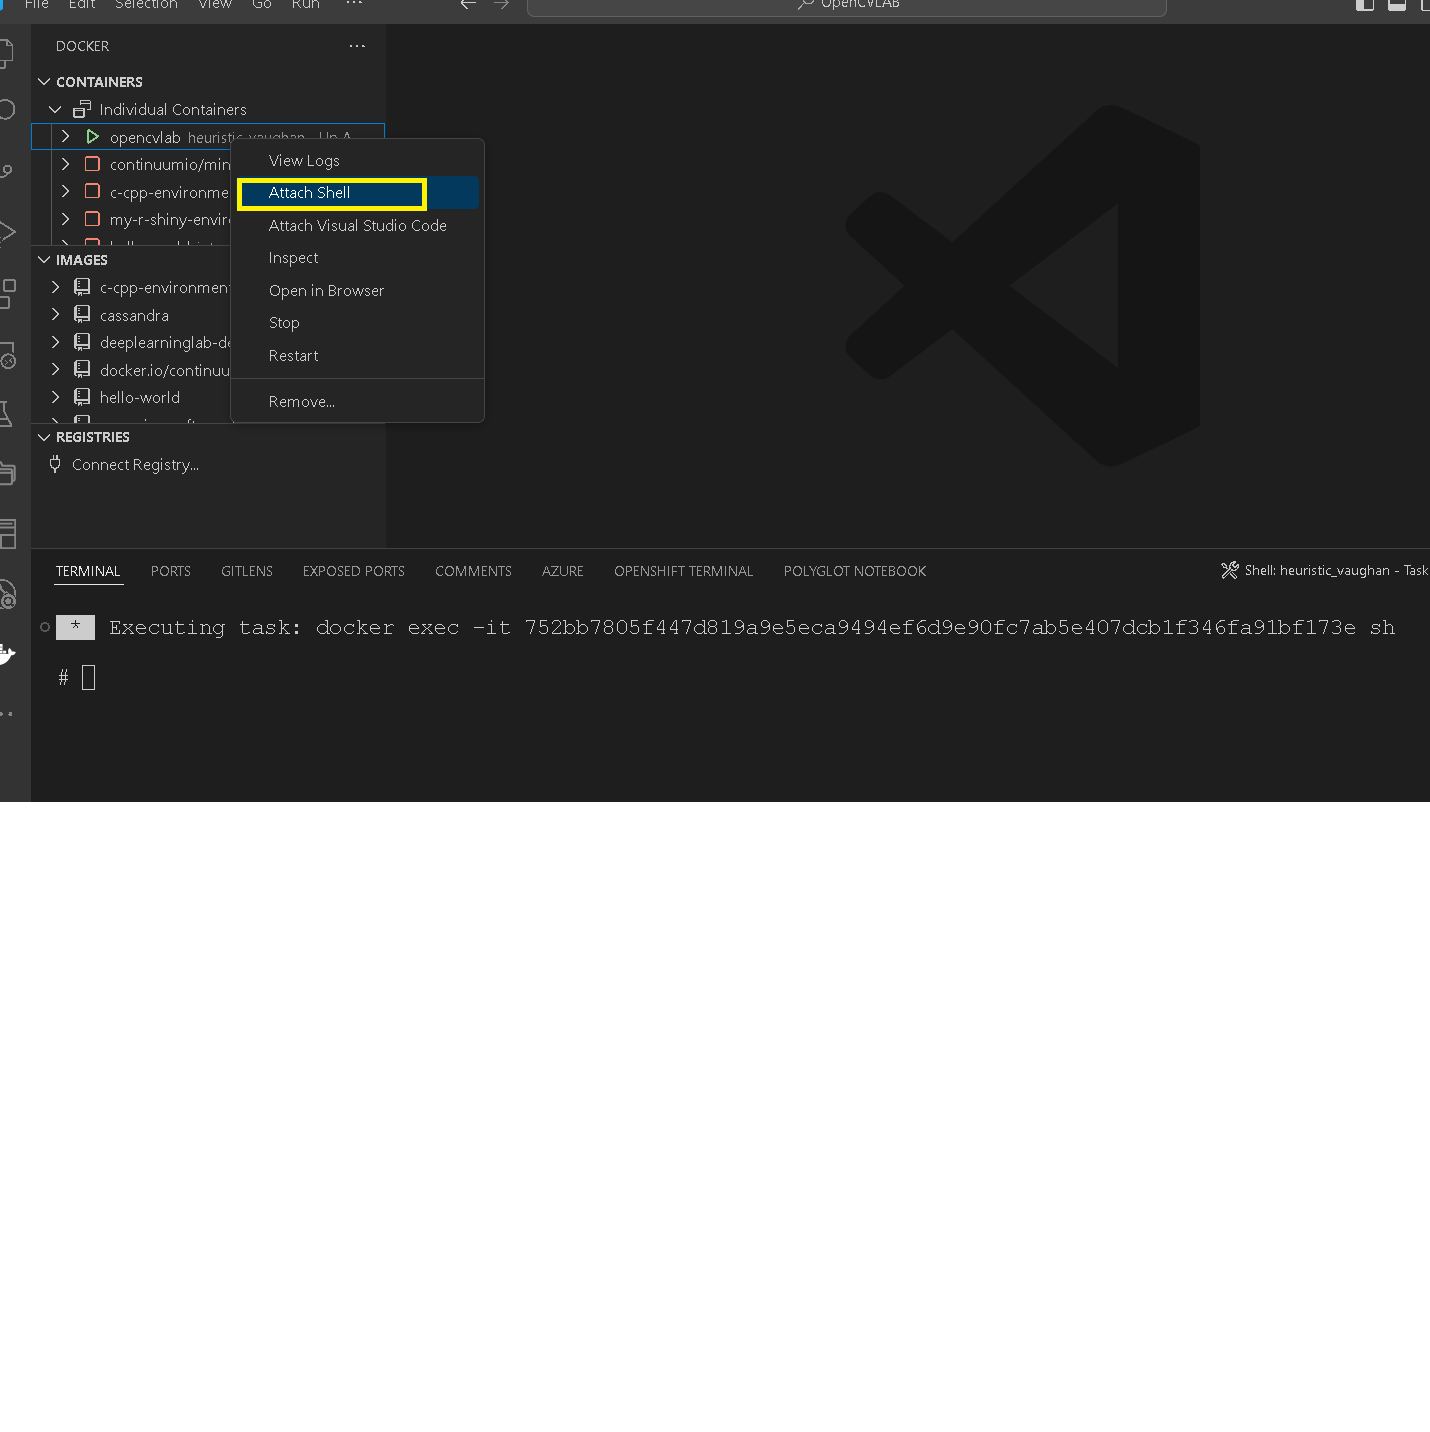 File Edit Selection View Go Run ...
OpenCVLAB
DOCKER
CONTAINERS
Individual Containers
opencvlab heuristic_vaughan - Up A
continuumio/min
c-cpp-environme
my-r-shiny-envir
IMAGES
c-cpp-environmen
cassandra
deeplearninglab-de
docker.io/continuu
hello-world
REGISTRIES
Connect Registry...
View Logs
Attach Shell
Attach Visual Studio Code
Inspect
Open in Browser
Stop
Restart
Remove...
TERMINAL PORTS GITLENS EXPOSED PORTS COMMENTS AZURE OPENSHIFT TERMINAL POLYGLOT NOTEBOOK
Shell: heuristic_vaughan - Task
* Executing task: docker exec -it 752bb7805f447d819a9e5eca9494ef6d9e90fc7ab5e407dcb1f346fa91bf173e sh
#